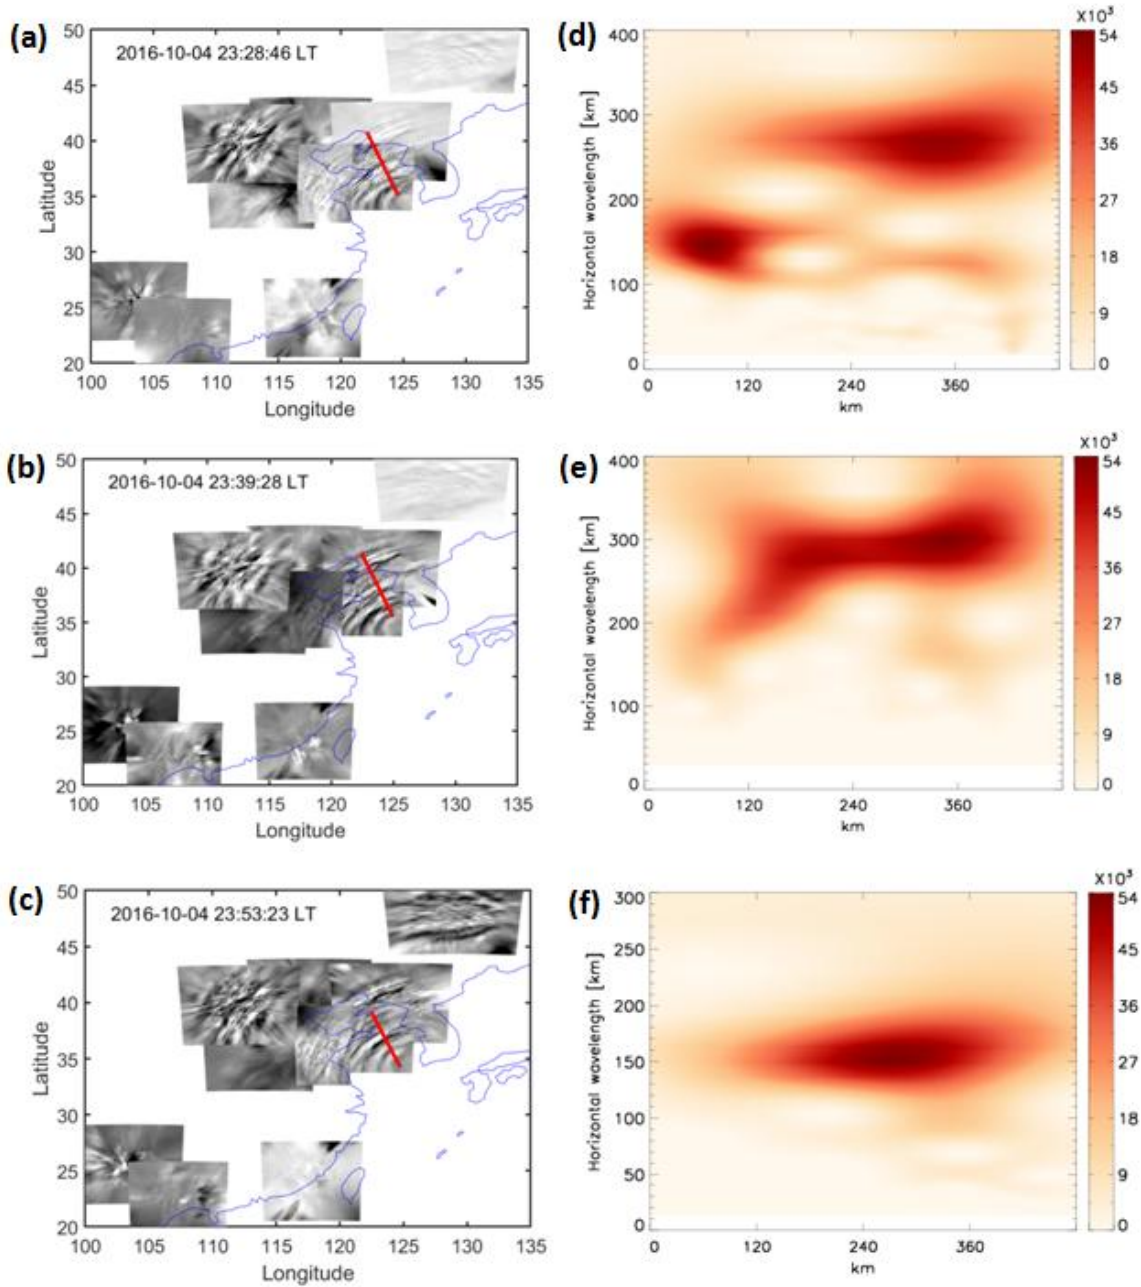 (a)
2016-10-04 23:28:46 LT
50
45
40
35
30
25
20
Latitude
100 105 110 115 120 125 130 135
Longitude
(d)
400
300
200
100
0
Horizontal wavelength [km]
0 120 240 360
km
X10³
54
45
36
27
18
9
0
(b)
2016-10-04 23:39:28 LT
50
45
40
35
30
25
20
Latitude
100 105 110 115 120 125 130 135
Longitude
(e)
400
300
200
100
0
Horizontal wavelength [km]
0 120 240 360
km
X10³
54
45
36
27
18
9
0
(c)
2016-10-04 23:53:23 LT
50
45
40
35
30
25
20
Latitude
100 105 110 115 120 125 130 135
Longitude
(f)
300
250
200
150
100
50
0
Horizontal wavelength [km]
0 120 240 360
km
X10³
54
45
36
27
18
9
0